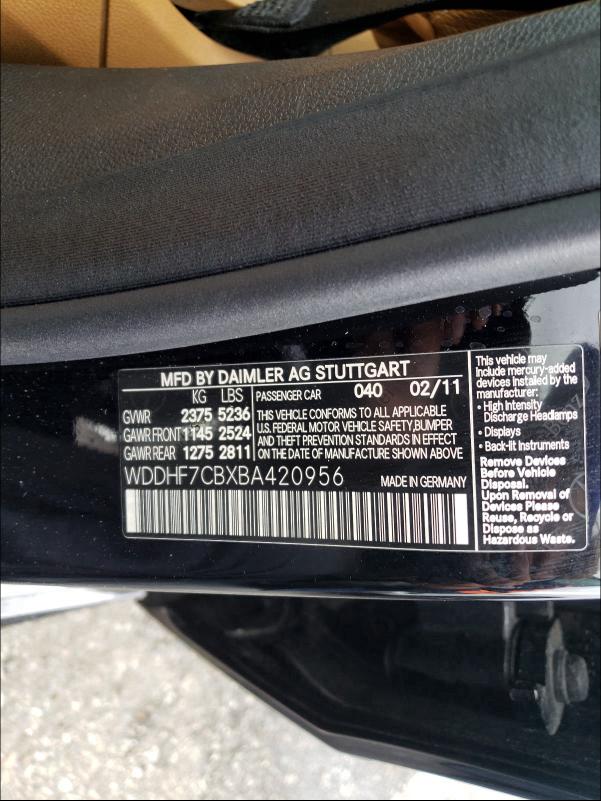 MFD BY DAIMLER AG STUTTGART
KG LBS PASSENGER CAR 040 02/11
GVWR 2375 5236 THIS VEHICLE CONFORMS TO ALL APPLICABLE
GAWR FRONT 1145 2524 U.S. FEDERAL MOTOR VEHICLE SAFETY,BUMPER
GAWR REAR 1275 2811 AND THEFT PREVENTION STANDARDS IN EFFECT
ON THE DATE OF MANUFACTURE SHOWN ABOVE
WDDHF7CBXBA420956 MADE IN GERMANY
This vehicle may
include mercury-added
devices installed by the
manufacturer:
• High Intensity
Discharge Headlamps
• Displays
• Back-lit Instruments
Remove Devices
Before Vehicle
Disposal.
Upon Removal of
Devices Please
Reuse, Recycle or
Dispose as
Hazardous Waste.